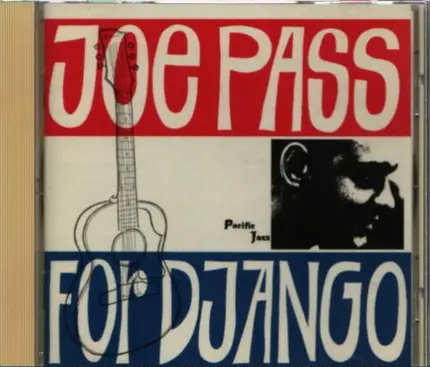 JOE PASS
Pacific
Jazz
FOR DJANGO